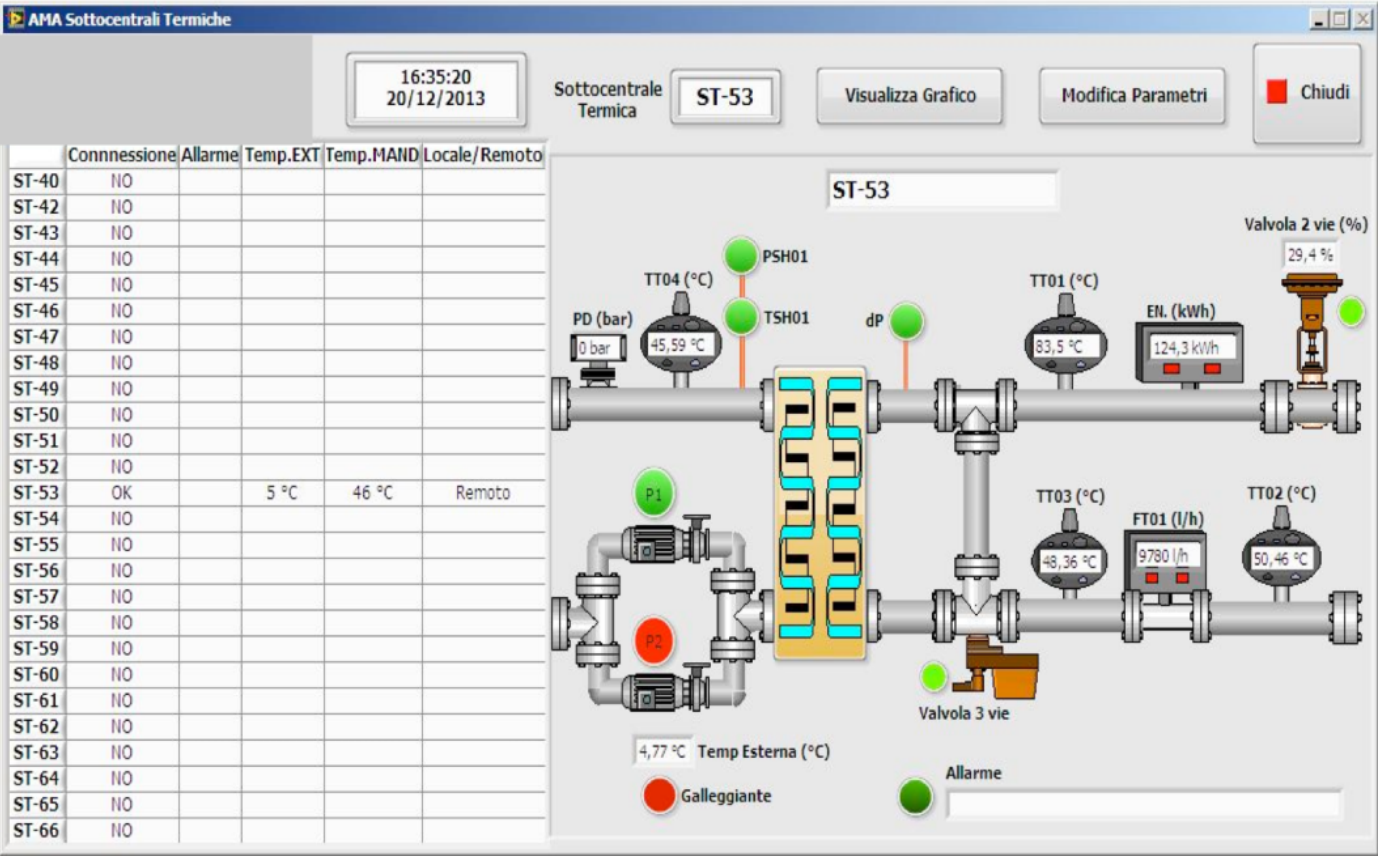 AMA Sottocentrali Termiche
16:35:20
20/12/2013
Sottocentrale
Termica
ST-53
Visualizza Grafico
Modifica Parametri
Chiudi
Connnessione Allarme Temp.EXT Temp.MAND Locale/Remoto
ST-40 NO
ST-42 NO
ST-43 NO
ST-44 NO
ST-45 NO
ST-46 NO
ST-47 NO
ST-48 NO
ST-49 NO
ST-50 NO
ST-51 NO
ST-52 NO
ST-53 OK 5 °C 46 °C Remoto
ST-54 NO
ST-55 NO
ST-56 NO
ST-57 NO
ST-58 NO
ST-59 NO
ST-60 NO
ST-61 NO
ST-62 NO
ST-63 NO
ST-64 NO
ST-65 NO
ST-66 NO
ST-53
Valvola 2 vie (%)
29,4 %
PSH01
TT04 (°C)
TT01 (°C)
PD (bar)
TSH01
dP
EN. (kWh)
0 bar
45,59 °C
83,5 °C
124,3 kWh
P1
TT03 (°C)
TT02 (°C)
FT01 (l/h)
48,36 °C
9780 l/h
50,46 °C
P2
Valvola 3 vie
4,77 °C Temp Esterna (°C)
Galleggiante
Allarme